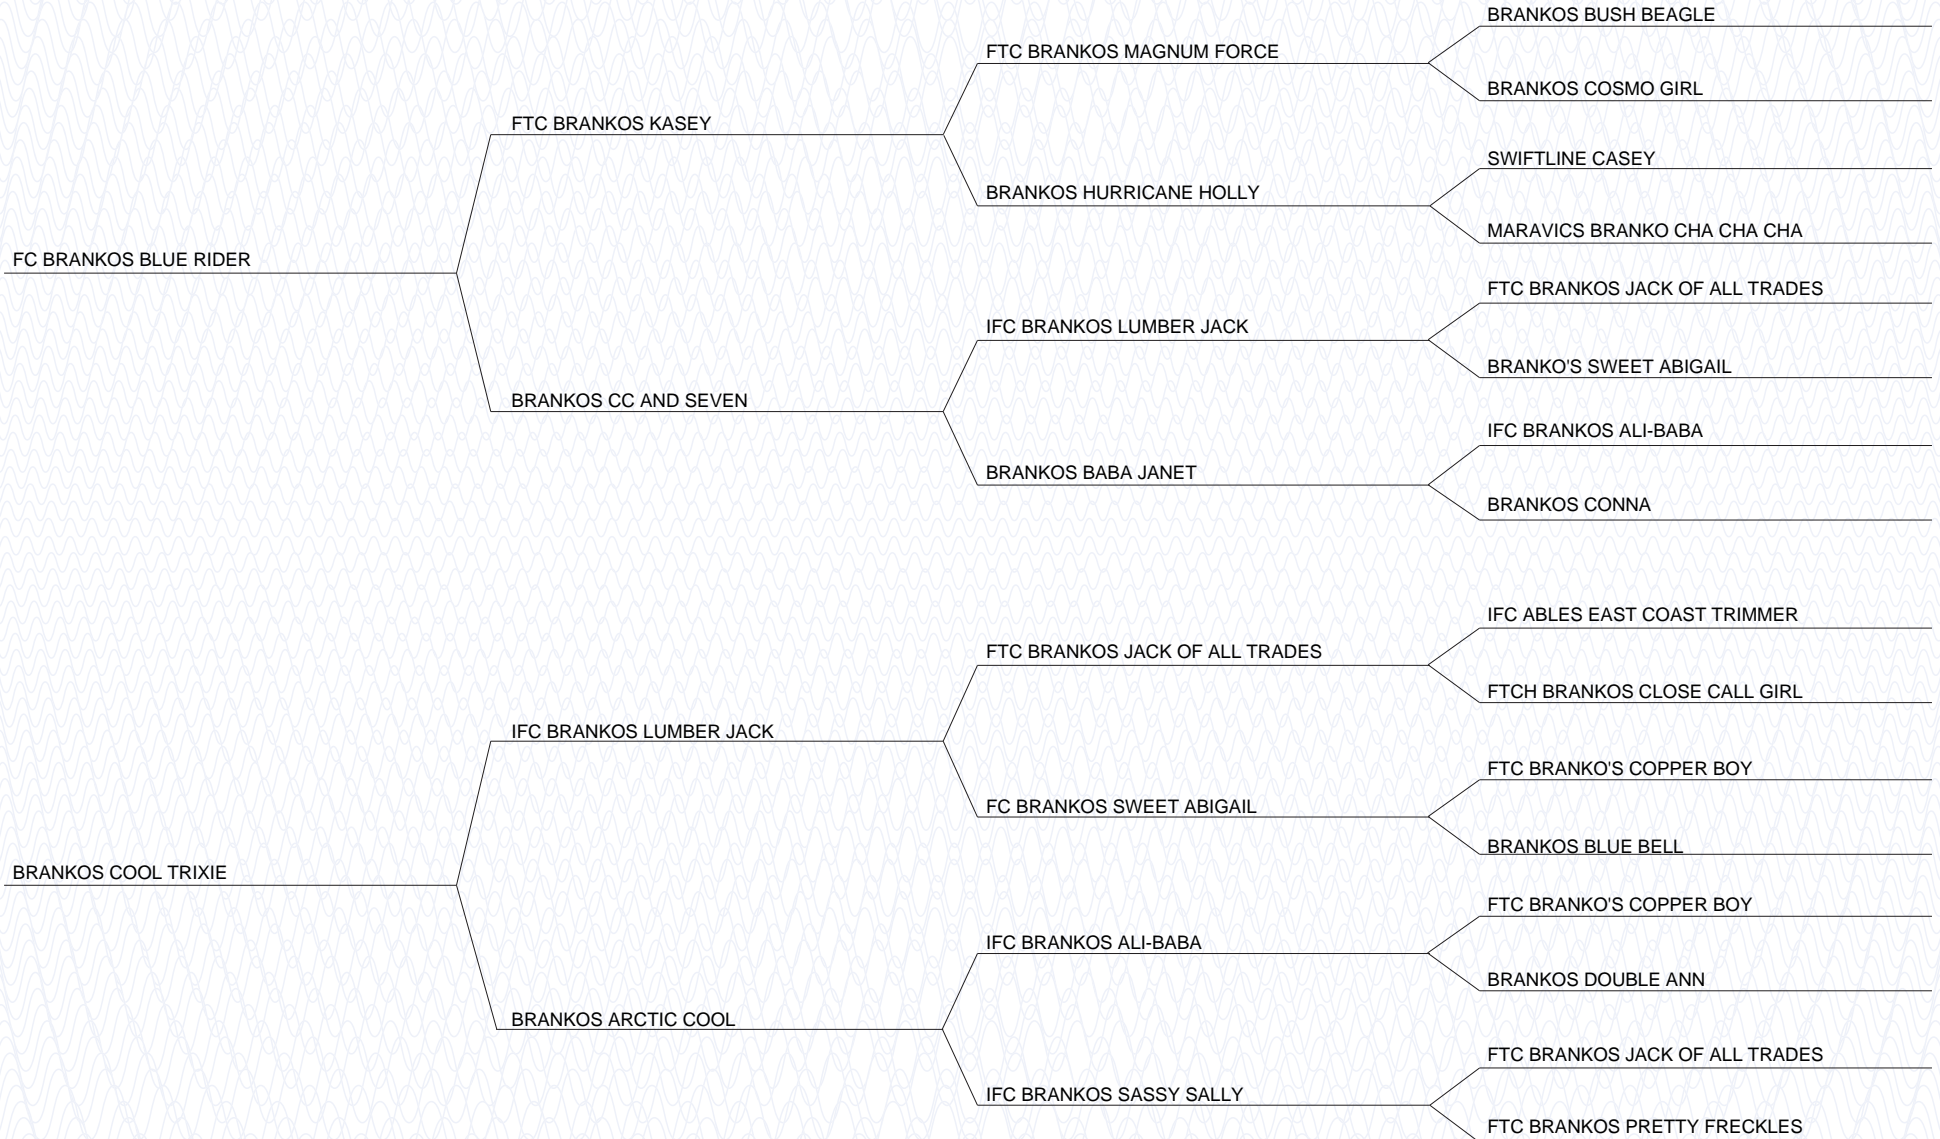 BRANKOS BUSH BEAGLE
FTC BRANKOS MAGNUM FORCE
BRANKOS COSMO GIRL
FTC BRANKOS KASEY
SWIFTLINE CASEY
BRANKOS HURRICANE HOLLY
MARAVICS BRANKO CHA CHA CHA
FC BRANKOS BLUE RIDER
FTC BRANKOS JACK OF ALL TRADES
IFC BRANKOS LUMBER JACK
BRANKO'S SWEET ABIGAIL
BRANKOS CC AND SEVEN
IFC BRANKOS ALI-BABA
BRANKOS BABA JANET
BRANKOS CONNA
IFC ABLES EAST COAST TRIMMER
FTC BRANKOS JACK OF ALL TRADES
FTCH BRANKOS CLOSE CALL GIRL
IFC BRANKOS LUMBER JACK
FTC BRANKO'S COPPER BOY
FC BRANKOS SWEET ABIGAIL
BRANKOS BLUE BELL
BRANKOS COOL TRIXIE
FTC BRANKO'S COPPER BOY
IFC BRANKOS ALI-BABA
BRANKOS DOUBLE ANN
BRANKOS ARCTIC COOL
FTC BRANKOS JACK OF ALL TRADES
IFC BRANKOS SASSY SALLY
FTC BRANKOS PRETTY FRECKLES